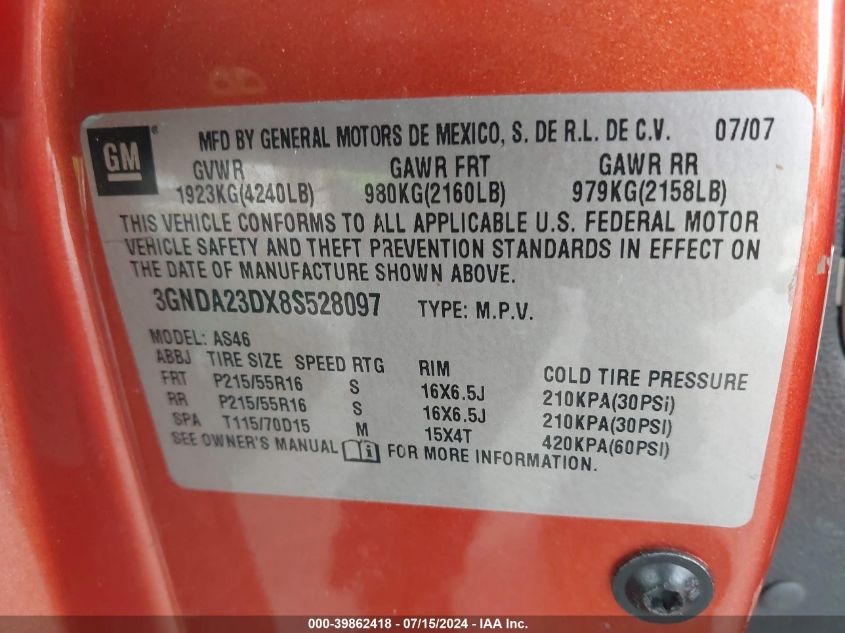 GM® MFD BY GENERAL MOTORS DE MEXICO, S. DE R.L. DE C.V. 07/07
GVWR GAWR FRT GAWR RR
1923KG(4240LB) 980KG(2160LB) 979KG(2158LB)
THIS VEHICLE CONFORMS TO ALL APPLICABLE U.S. FEDERAL MOTOR
VEHICLE SAFETY AND THEFT PREVENTION STANDARDS IN EFFECT ON
THE DATE OF MANUFACTURE SHOWN ABOVE.
3GNDA23DX8S528097 TYPE: M.P.V.
MODEL: AS46
ABBJ TIRE SIZE SPEED RTG RIM COLD TIRE PRESSURE
FRT P215/55R16 S 16X6.5J 210KPA(30PSi)
RR P215/55R16 S 16X6.5J 210KPA(30PSI)
SPA T115/70D15 M 15X4T 420KPA(60PSI)
SEE OWNER'S MANUAL i FOR MORE INFORMATION.
000-39862418 - 07/15/2024 - IAA Inc.